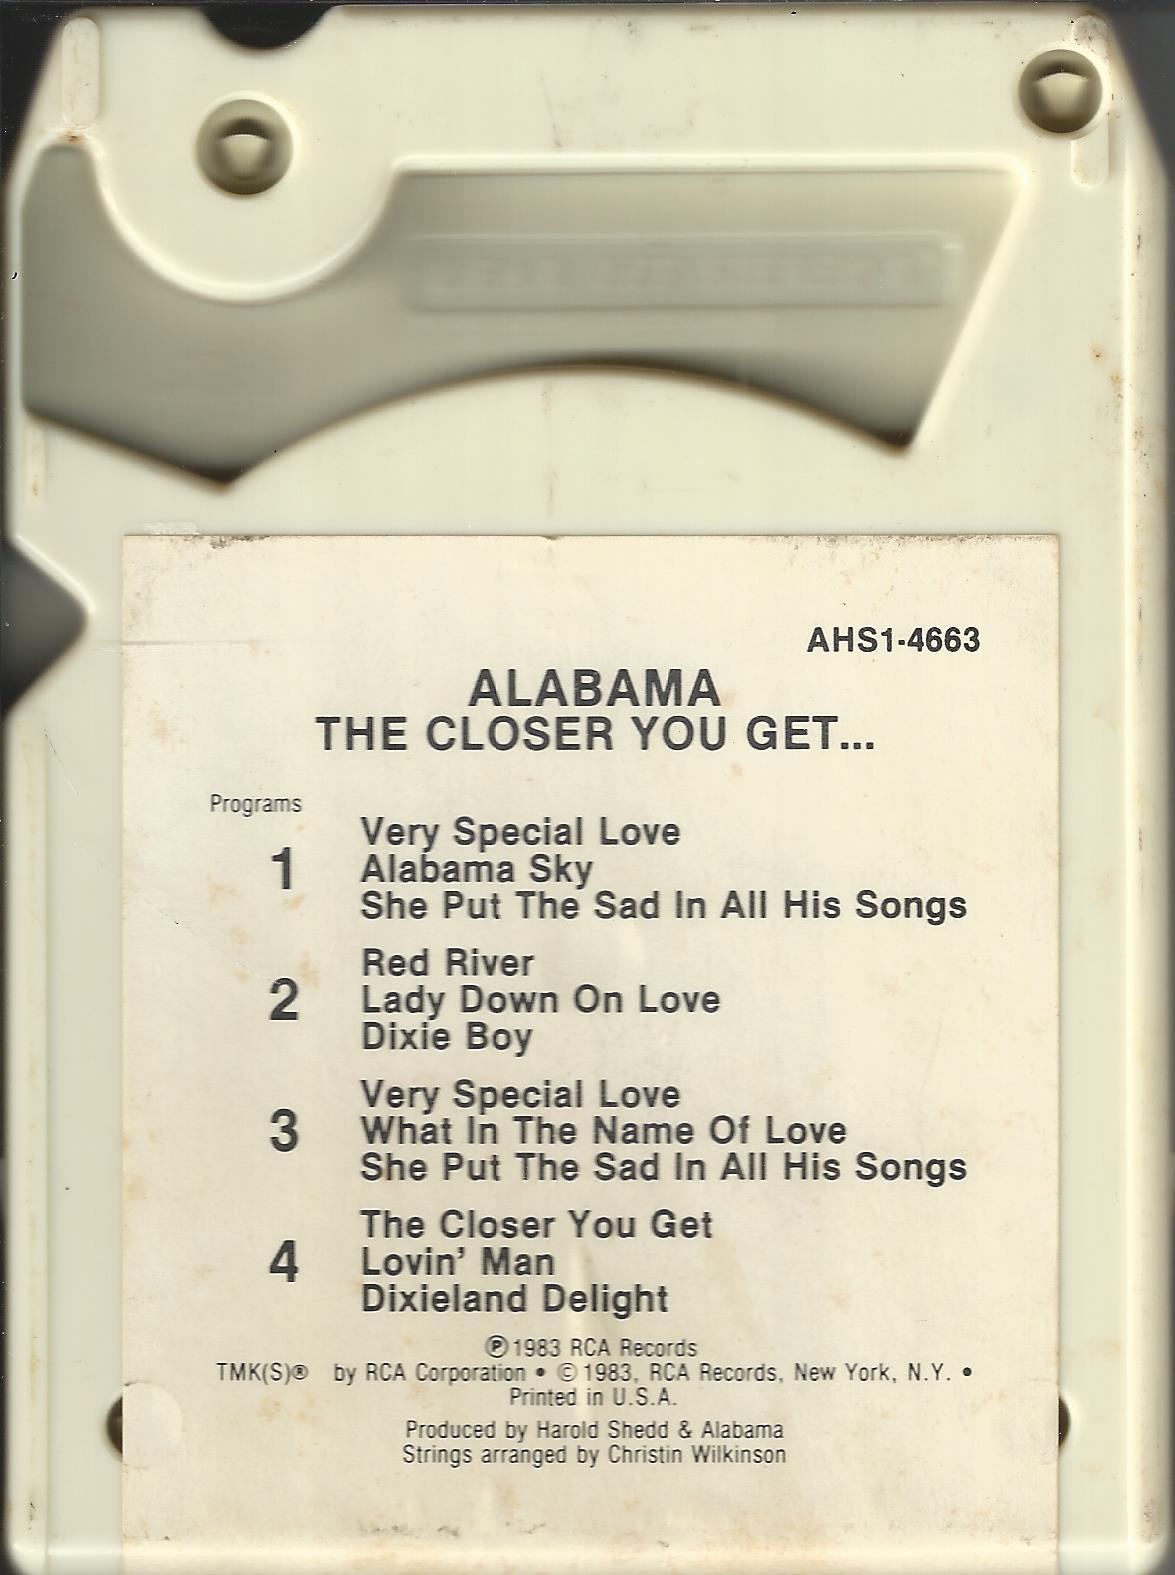 AHS1-4663
ALABAMA
THE CLOSER YOU GET...
Programs
1
Very Special Love
Alabama Sky
She Put The Sad In All His Songs
2
Red River
Lady Down On Love
Dixie Boy
3
Very Special Love
What In The Name Of Love
She Put The Sad In All His Songs
4
The Closer You Get
Lovin' Man
Dixieland Delight
℗ 1983 RCA Records
TMK(S)® by RCA Corporation • © 1983, RCA Records, New York, N.Y. •
Printed in U.S.A.
Produced by Harold Shedd & Alabama
Strings arranged by Christin Wilkinson